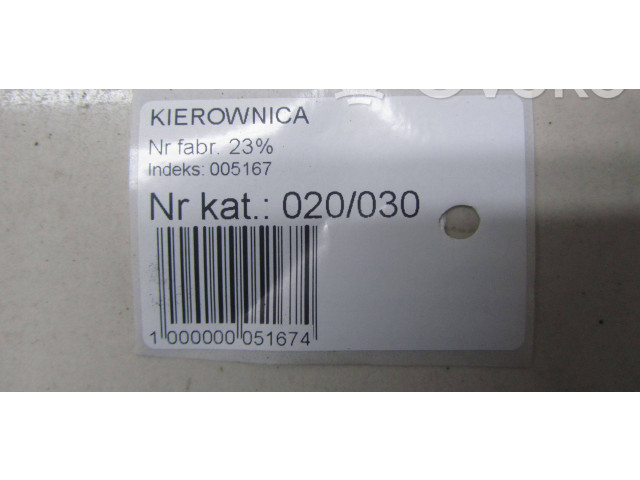 KIEROWNICA
Nr fabr. 23%
Indeks: 005167
Nr kat.: 020/030
1 000000 051674